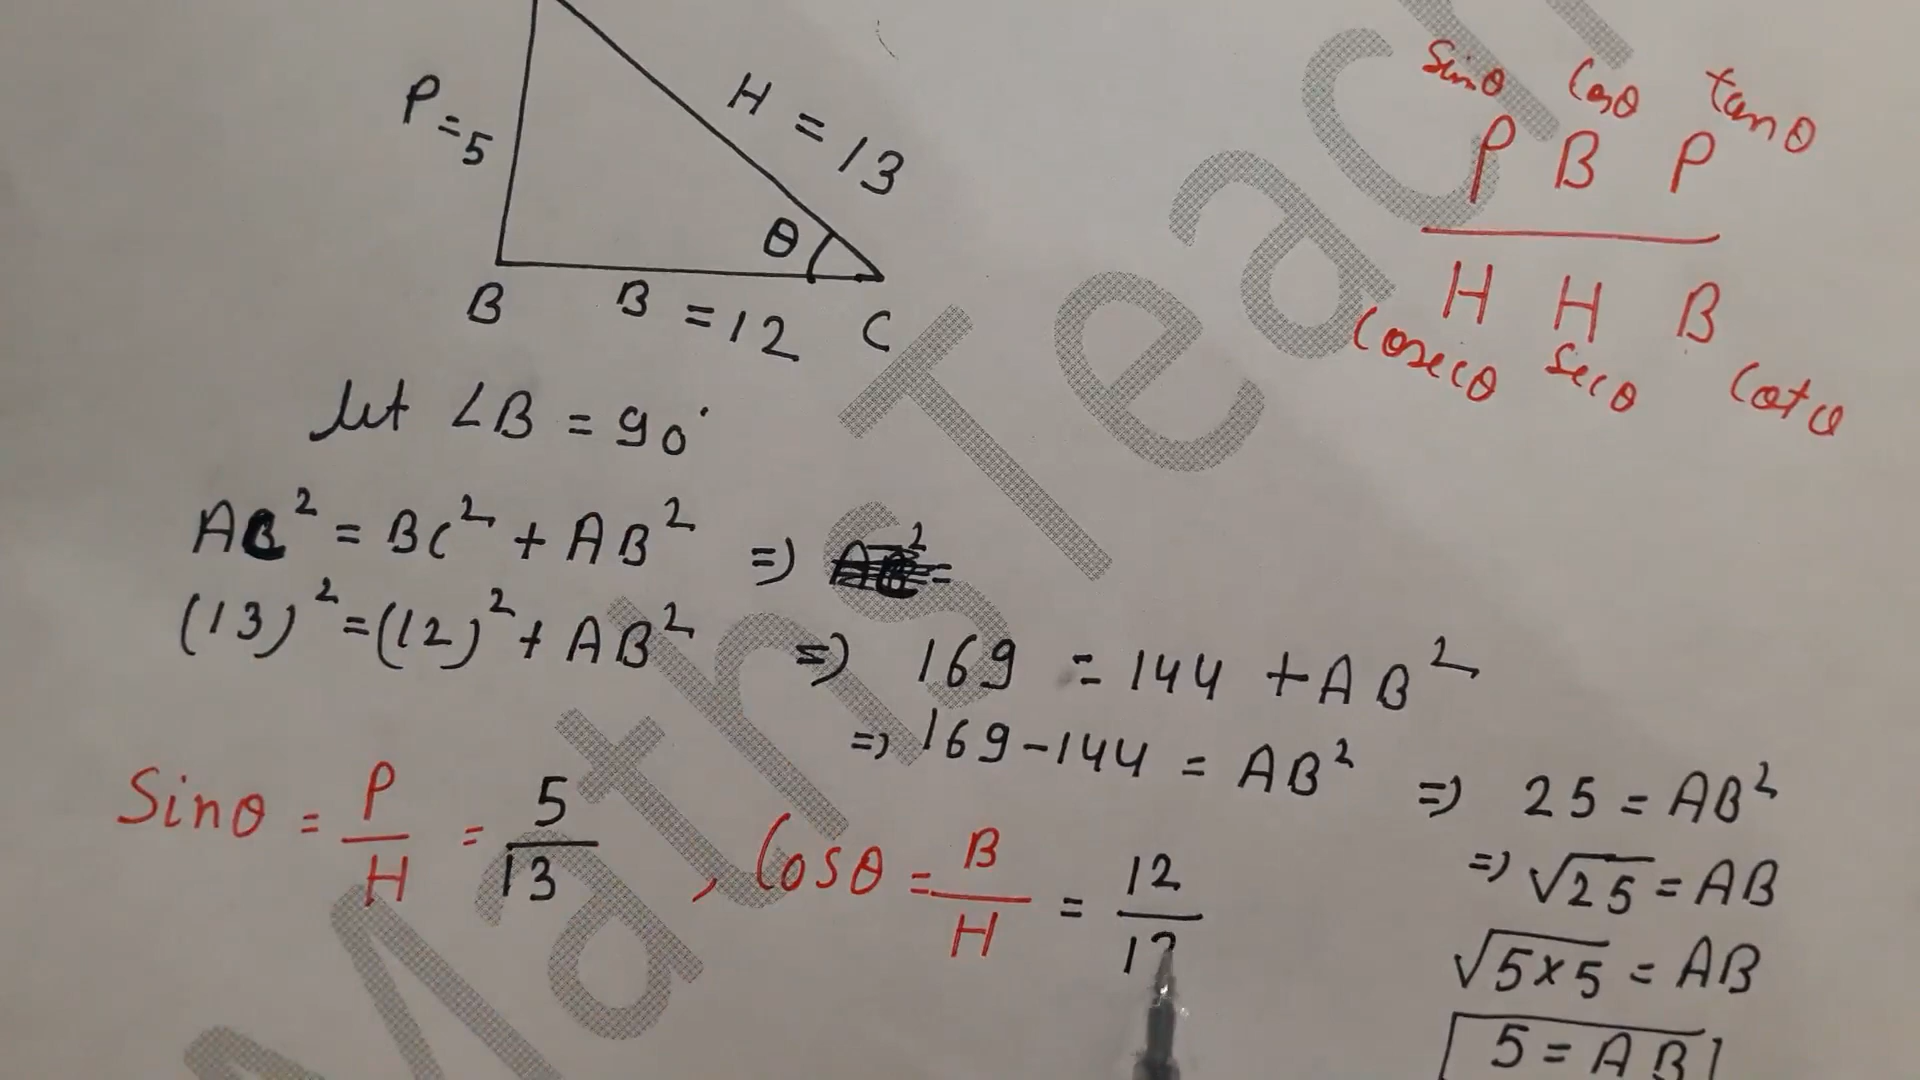 P = 5
H = 13
θ
B
B = 12
C
sinθ cosθ tanθ
P B P
H H B
cosecθ secθ cotθ
let ∠B = 90°
AC² = BC² + AB² =>
(13)² = (12)² + AB² => 169 = 144 + AB²
=> 169 - 144 = AB² => 25 = AB²
=> √25 = AB
√5×5 = AB
5 = AB
Sinθ = P/H = 5/13 , Cosθ = B/H = 12/13
Maths Teach